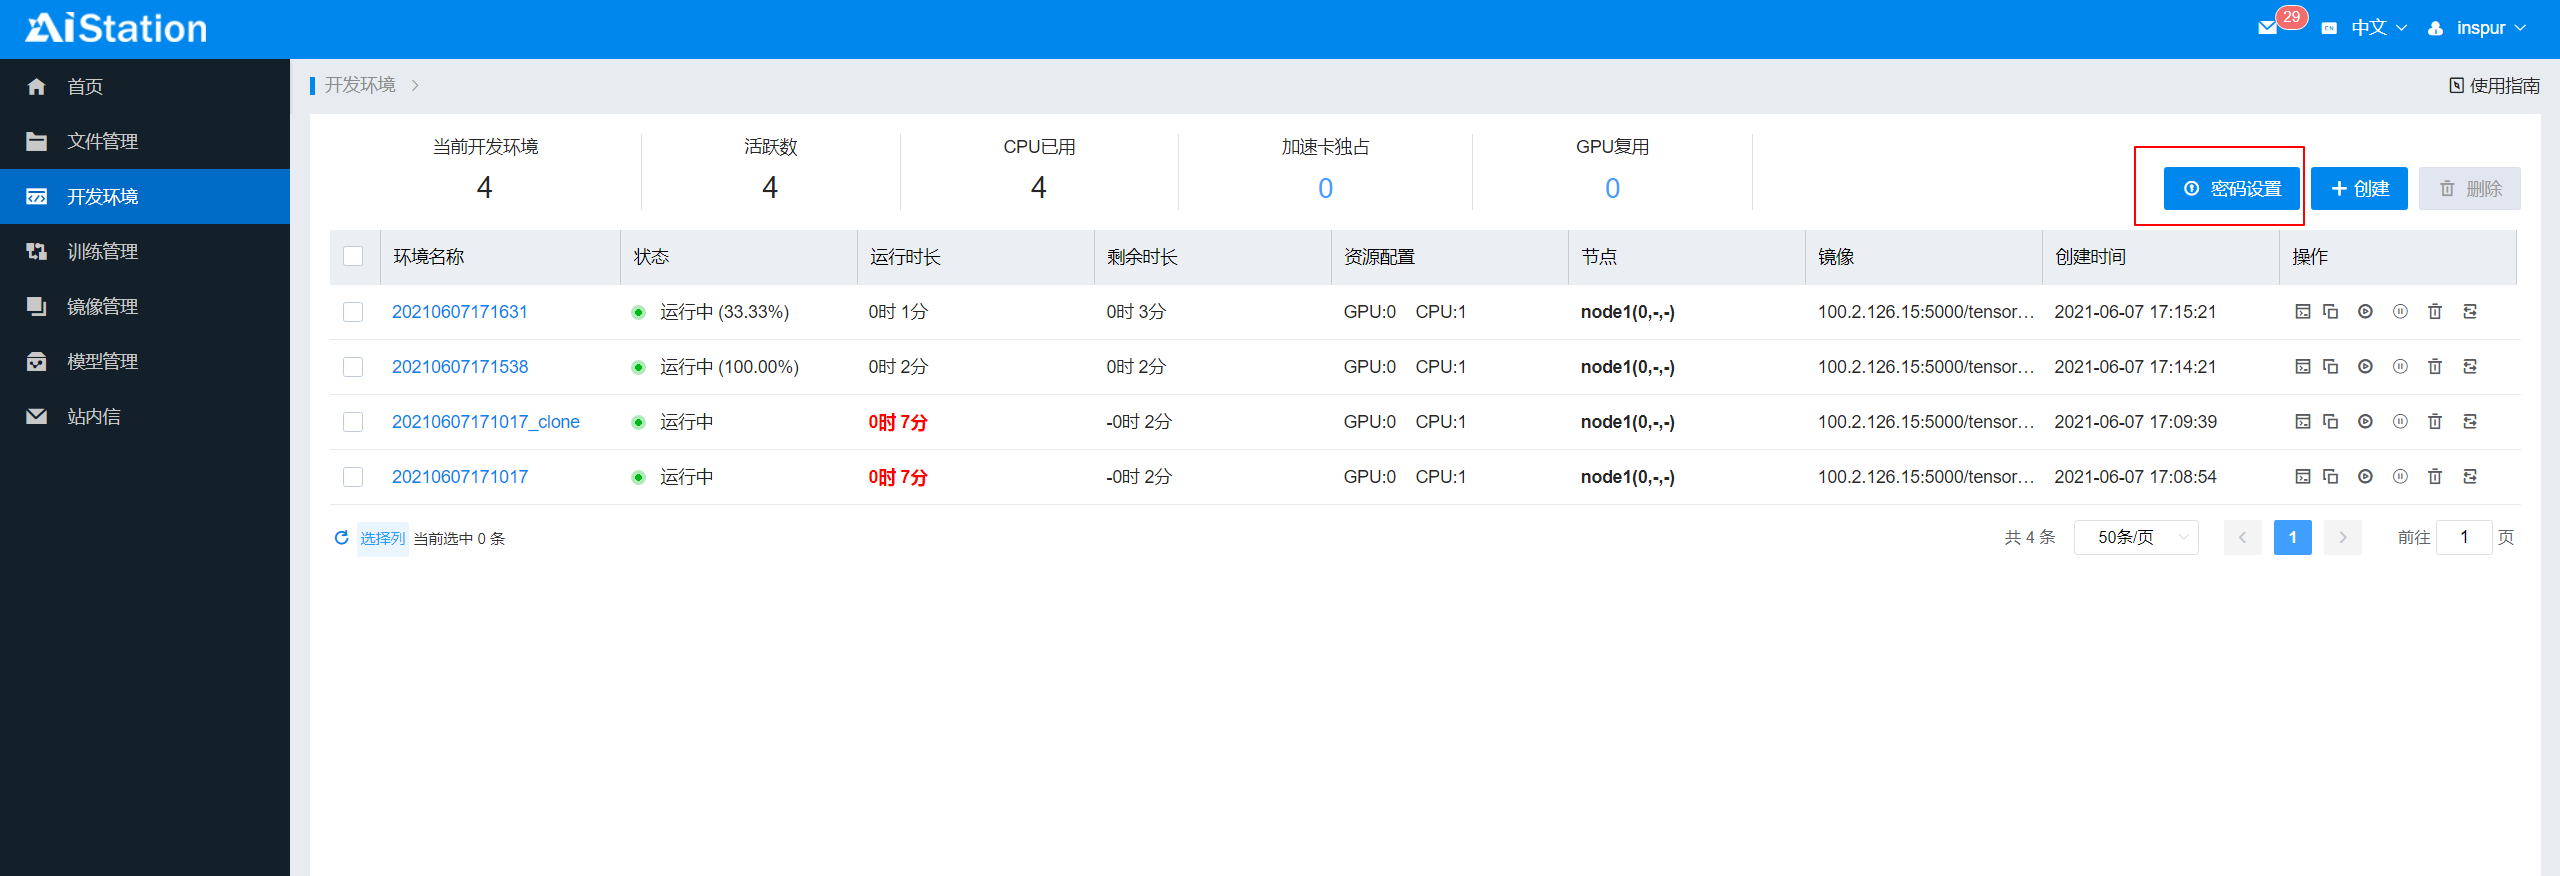 AiStation
29
中文
inspur
首页
文件管理
开发环境
训练管理
镜像管理
模型管理
站内信
开发环境
使用指南
当前开发环境 活跃数 CPU已用 加速卡独占 GPU复用
4 4 4 0 0
密码设置 创建 删除
环境名称 状态 运行时长 剩余时长 资源配置 节点 镜像 创建时间 操作
20210607171631 运行中 (33.33%) 0时 1分 0时 3分 GPU:0 CPU:1 node1(0,-,-) 100.2.126.15:5000/tensor… 2021-06-07 17:15:21
20210607171538 运行中 (100.00%) 0时 2分 0时 2分 GPU:0 CPU:1 node1(0,-,-) 100.2.126.15:5000/tensor… 2021-06-07 17:14:21
20210607171017_clone 运行中 0时 7分 -0时 2分 GPU:0 CPU:1 node1(0,-,-) 100.2.126.15:5000/tensor… 2021-06-07 17:09:39
20210607171017 运行中 0时 7分 -0时 2分 GPU:0 CPU:1 node1(0,-,-) 100.2.126.15:5000/tensor… 2021-06-07 17:08:54
选择列 当前选中 0 条
共 4 条 50条/页 1 前往 1 页